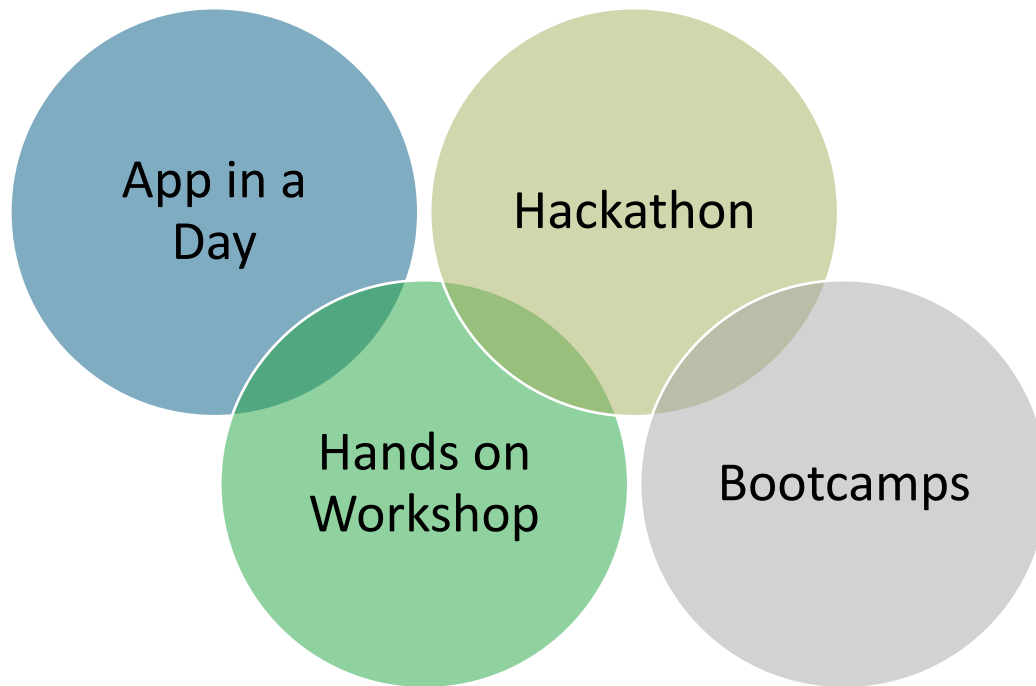 App in a
Day
Hackathon
Hands on
Workshop
Bootcamps